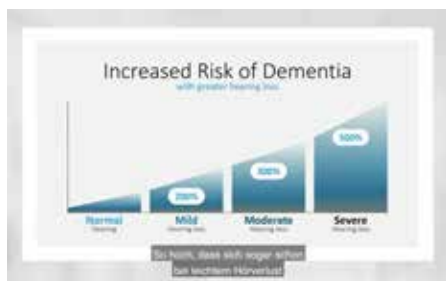 Increased Risk of Dementia
with greater hearing loss
200%
300%
500%
Normal
Hearing
Mild
Hearing loss
Moderate
Hearing loss
Severe
Hearing loss
So hoch, dass sich sogar schon
bei leichtem Hörverlust